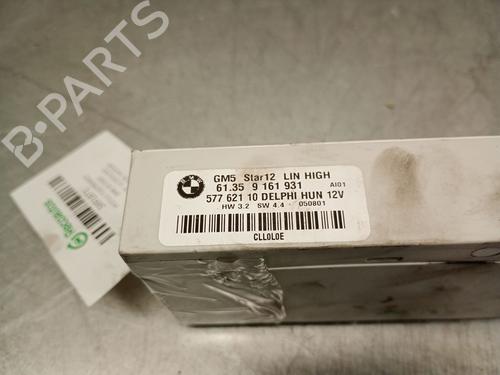 B-PARTS
BMW
GM5 Star12 LIN HIGH
61.35 9 161 931 AI01
577 621 10 DELPHI HUN 12V
HW 3.2 SW 4.4 - 050801
CLL0L0E